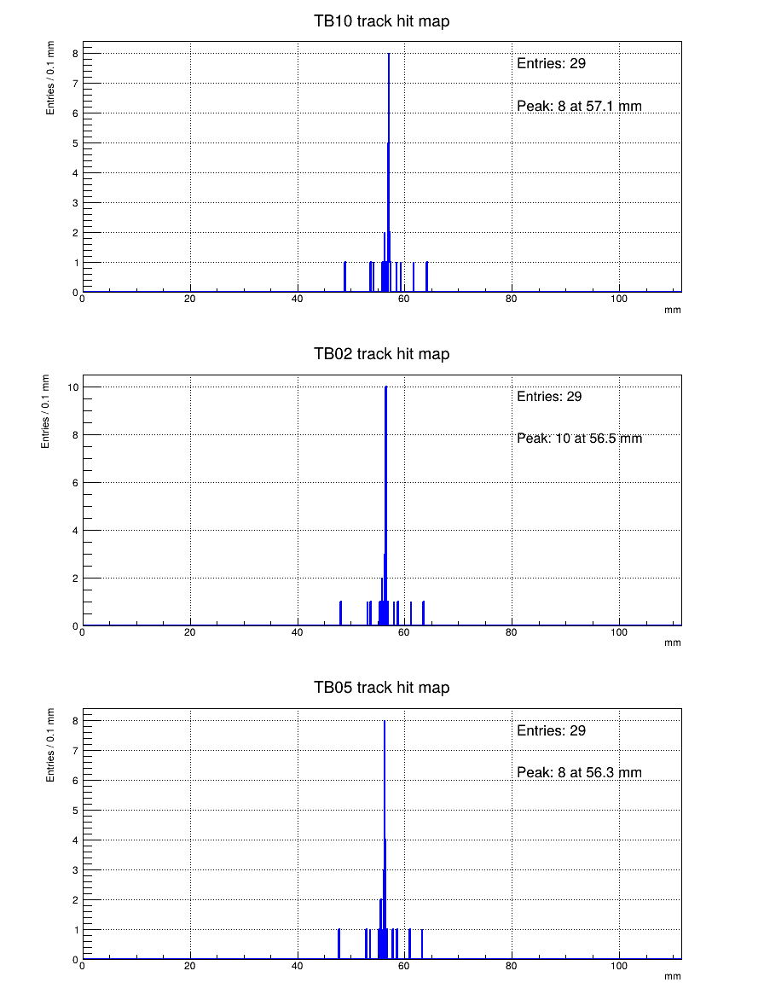 TB10 track hit map
Entries / 0.1 mm
Entries: 29
Peak: 8 at 57.1 mm
8
7
6
5
4
3
2
1
0
0 20 40 60 80 100
mm
TB02 track hit map
Entries / 0.1 mm
Entries: 29
Peak: 10 at 56.5 mm
10
8
6
4
2
0
0 20 40 60 80 100
mm
TB05 track hit map
Entries / 0.1 mm
Entries: 29
Peak: 8 at 56.3 mm
8
7
6
5
4
3
2
1
0
0 20 40 60 80 100
mm